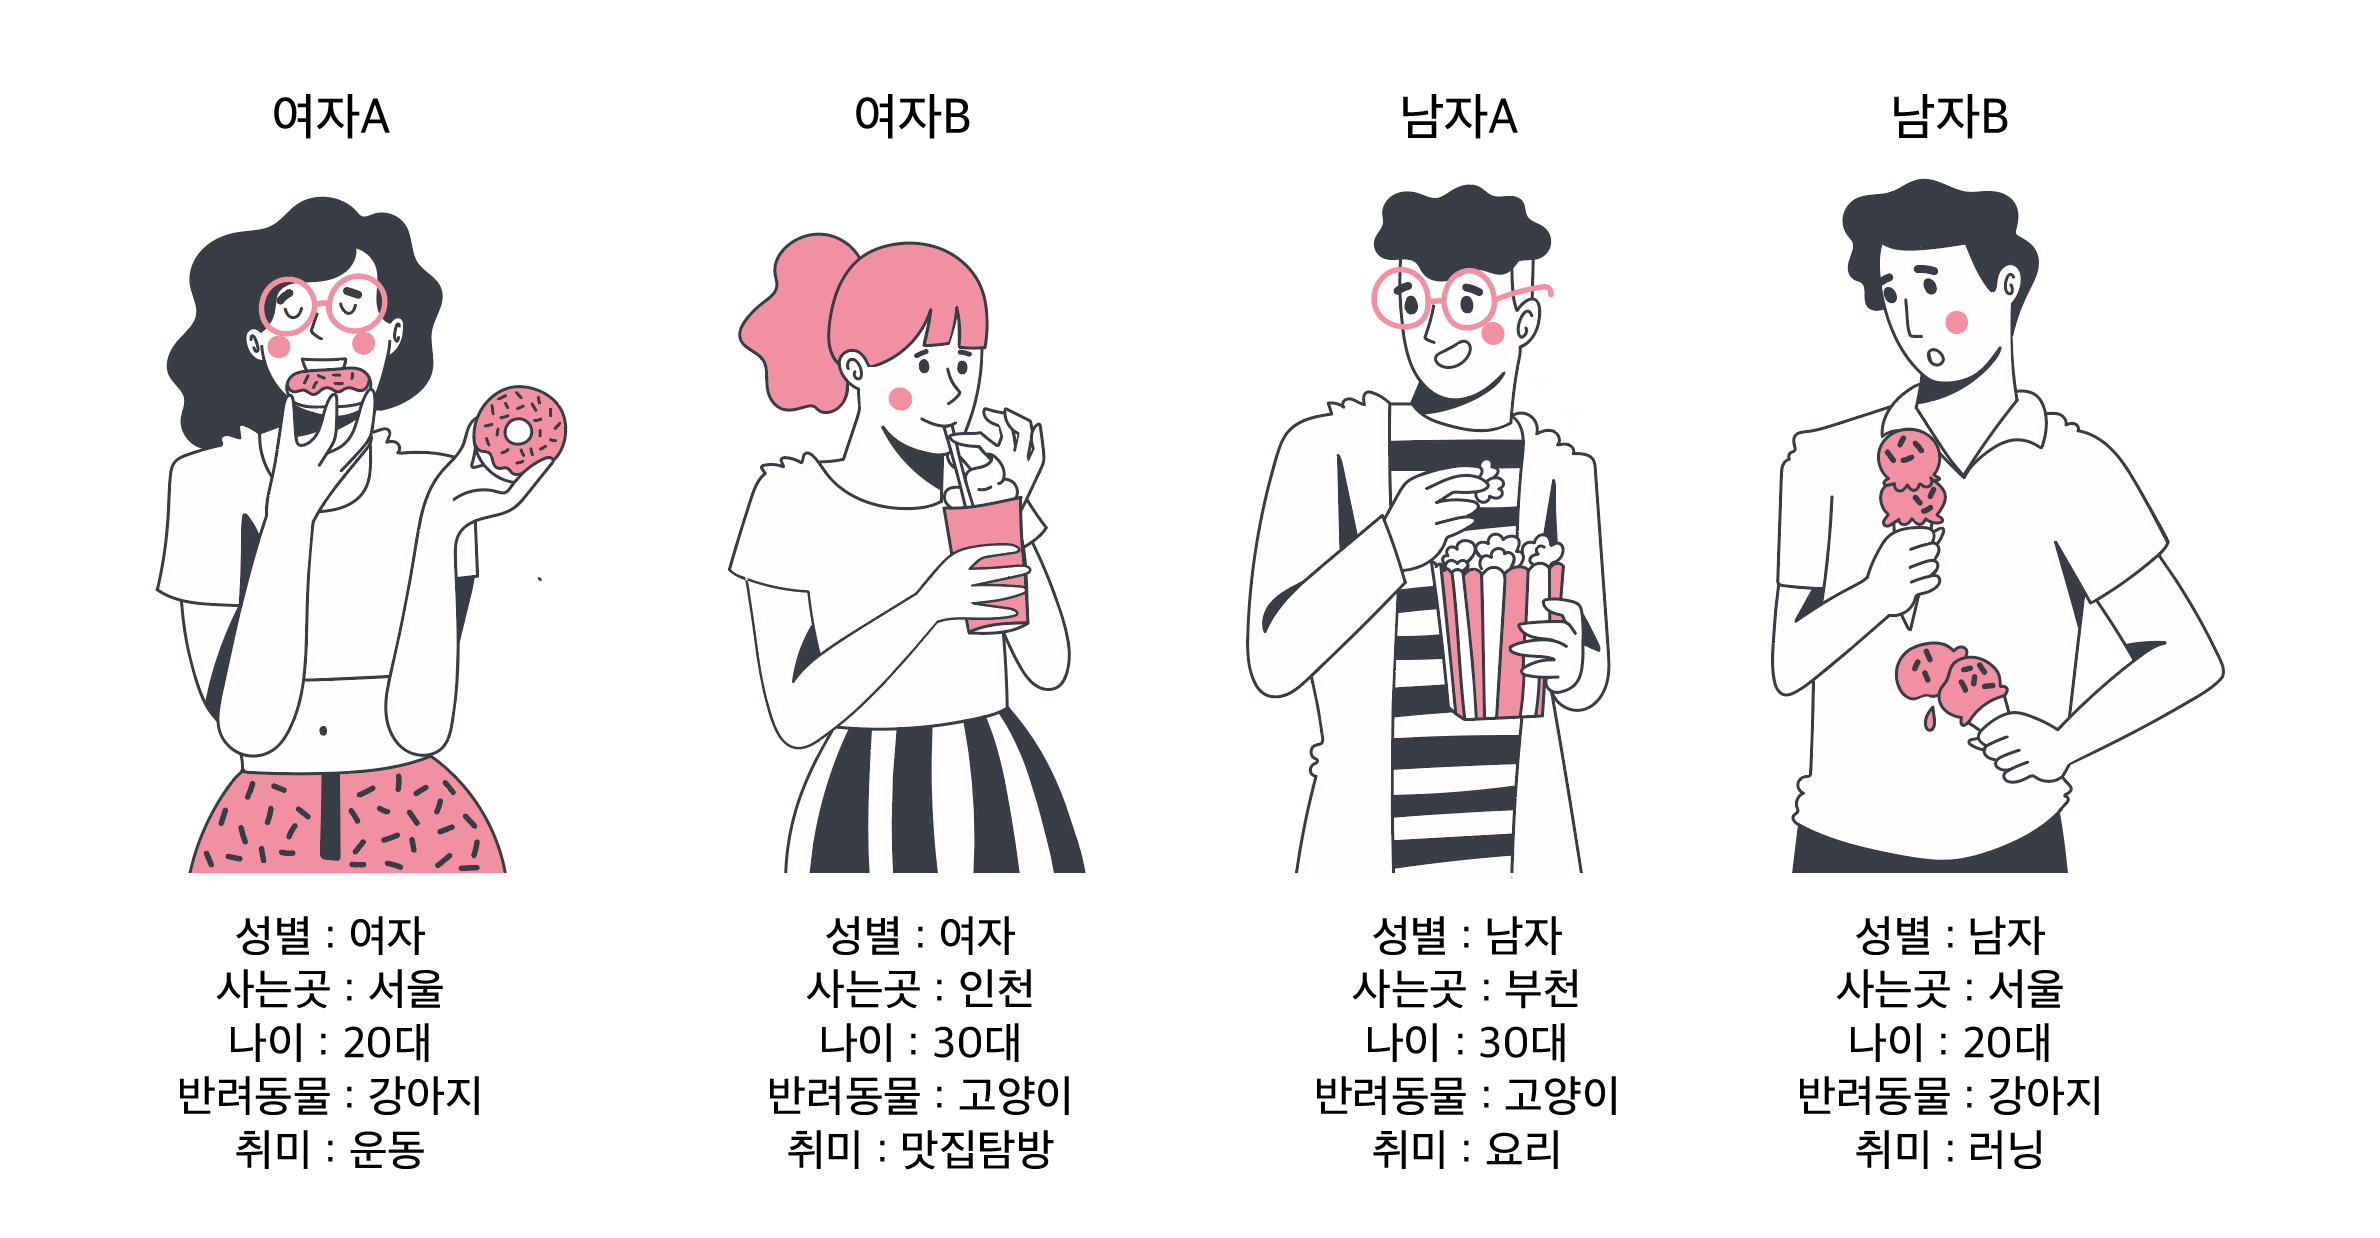 여자A
여자B
남자A
남자B
성별 : 여자
사는곳 : 서울
나이 : 20대
반려동물 : 강아지
취미 : 운동
성별 : 여자
사는곳 : 인천
나이 : 30대
반려동물 : 고양이
취미 : 맛집탐방
성별 : 남자
사는곳 : 부천
나이 : 30대
반려동물 : 고양이
취미 : 요리
성별 : 남자
사는곳 : 서울
나이 : 20대
반려동물 : 강아지
취미 : 러닝